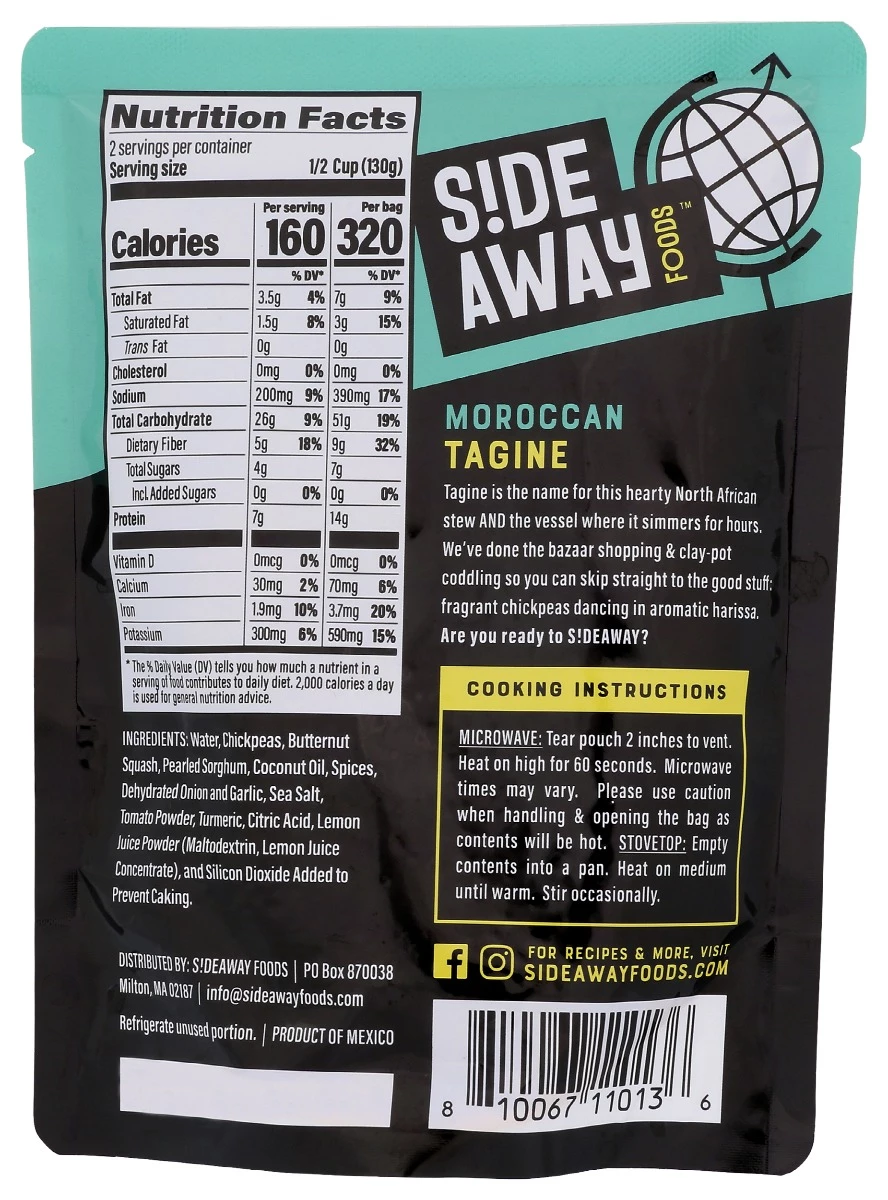 Nutrition Facts
2 servings per container
Serving size 1/2 Cup (130g)
Per serving Per bag
Calories 160 320
% DV* % DV*
Total Fat 3.5g 4% 7g 9%
Saturated Fat 1.5g 8% 3g 15%
Trans Fat 0g 0g
Cholesterol 0mg 0% 0mg 0%
Sodium 200mg 9% 390mg 17%
Total Carbohydrate 26g 9% 51g 19%
Dietary Fiber 5g 18% 9g 32%
Total Sugars 4g 7g
Incl. Added Sugars 0g 0% 0g 0%
Protein 7g 14g
Vitamin D 0mcg 0% 0mcg 0%
Calcium 30mg 2% 70mg 6%
Iron 1.9mg 10% 3.7mg 20%
Potassium 300mg 6% 590mg 15%
* The % Daily Value (DV) tells you how much a nutrient in a
serving of food contributes to daily diet. 2,000 calories a day
is used for general nutrition advice.
INGREDIENTS: Water, Chickpeas, Butternut
Squash, Pearled Sorghum, Coconut Oil, Spices,
Dehydrated Onion and Garlic, Sea Salt,
Tomato Powder, Turmeric, Citric Acid, Lemon
Juice Powder (Maltodextrin, Lemon Juice
Concentrate), and Silicon Dioxide Added to
Prevent Caking.
DISTRIBUTED BY: S!DEAWAY FOODS | PO Box 870038
Milton, MA 02187 | info@sideawayfoods.com
Refrigerate unused portion. | PRODUCT OF MEXICO
S!DE
AWAY
FOODS ™
MOROCCAN
TAGINE
Tagine is the name for this hearty North African
stew AND the vessel where it simmers for hours.
We've done the bazaar shopping & clay-pot
coddling so you can skip straight to the good stuff:
fragrant chickpeas dancing in aromatic harissa.
Are you ready to S!DEAWAY?
COOKING INSTRUCTIONS
MICROWAVE: Tear pouch 2 inches to vent.
Heat on high for 60 seconds. Microwave
times may vary. Please use caution
when handling & opening the bag as
contents will be hot. STOVETOP: Empty
contents into a pan. Heat on medium
until warm. Stir occasionally.
FOR RECIPES & MORE, VISIT
SIDEAWAYFOODS.COM
8 10067 11013 6